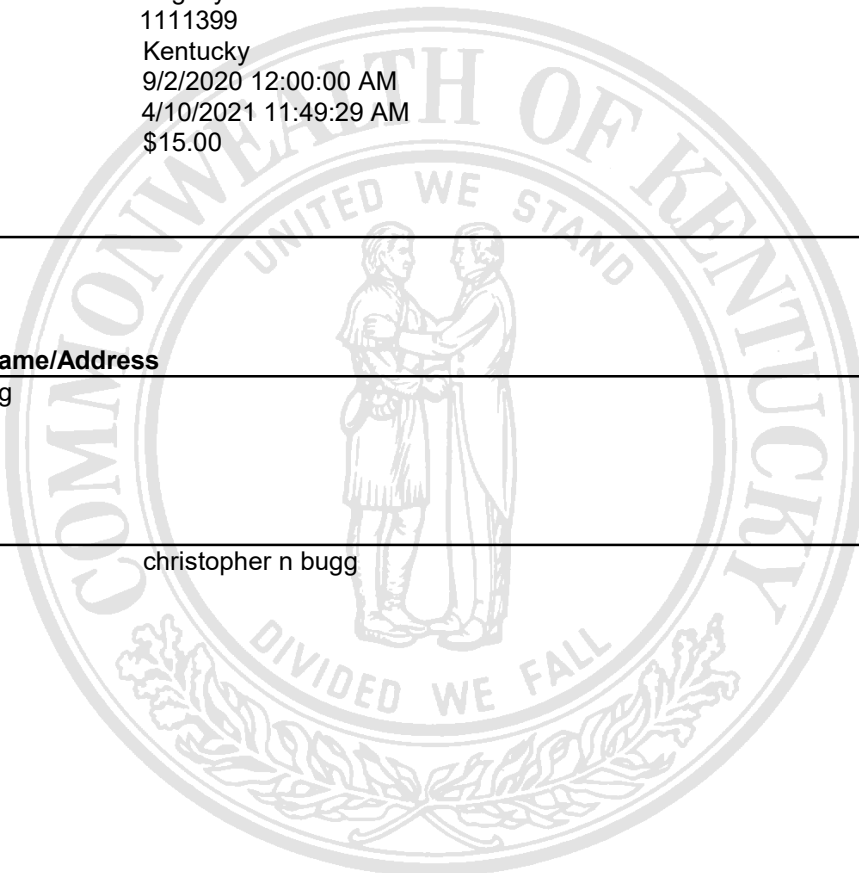 1111399
Kentucky
9/2/2020 12:00:00 AM
4/10/2021 11:49:29 AM
$15.00
COMMONWEALTH OF KENTUCKY
UNITED WE STAND
ame/Address
g
christopher n bugg
DIVIDED WE FALL